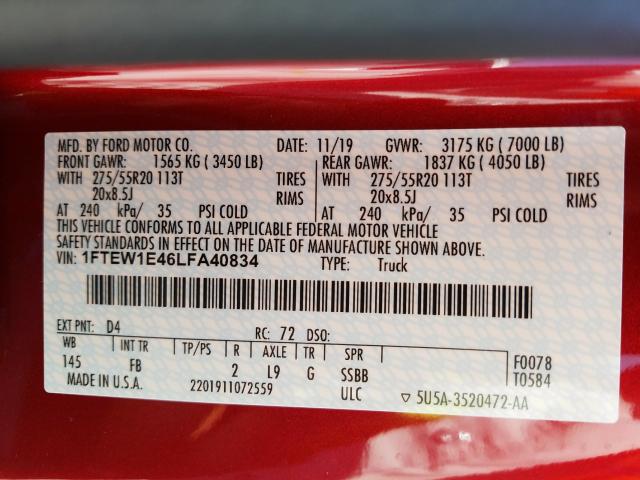 MFD. BY FORD MOTOR CO. DATE: 11/19 GVWR: 3175 KG ( 7000 LB)
FRONT GAWR: 1565 KG ( 3450 LB) REAR GAWR: 1837 KG ( 4050 LB)
WITH 275/55R20 113T TIRES WITH 275/55R20 113T TIRES
20x8.5J RIMS 20x8.5J RIMS
AT 240 kPa/ 35 PSI COLD AT 240 kPa/ 35 PSI COLD
THIS VEHICLE CONFORMS TO ALL APPLICABLE FEDERAL MOTOR VEHICLE
SAFETY STANDARDS IN EFFECT ON THE DATE OF MANUFACTURE SHOWN ABOVE.
VIN: 1FTEW1E46LFA40834 TYPE: Truck
EXT PNT: D4 RC: 72 DSO:
WB INT TR TP/PS R AXLE TR SPR F0078
145 FB 2 L9 G SSBB T0584
MADE IN U.S.A. 2201911072559 ULC ▽ 5U5A-3520472-AA